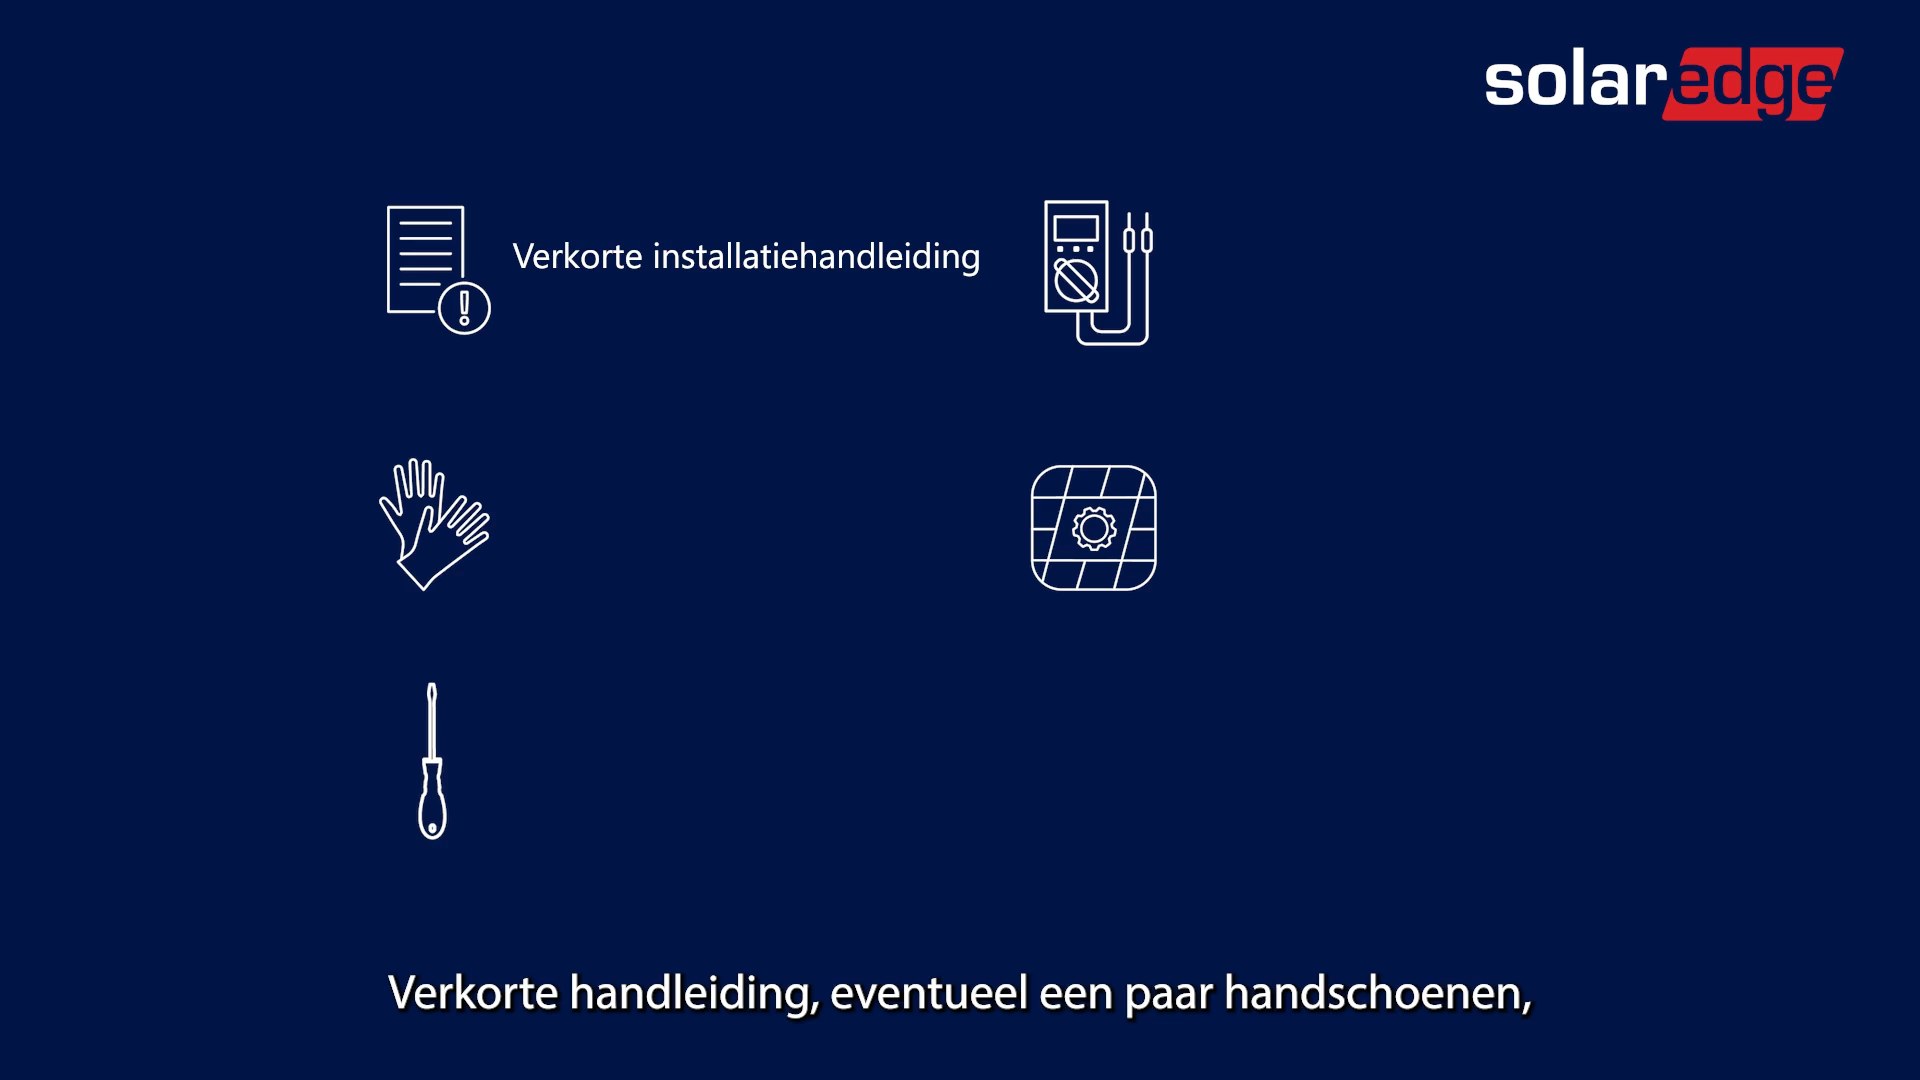 solaredge
Verkorte installatiehandleiding
Verkorte handleiding, eventueel een paar handschoenen,